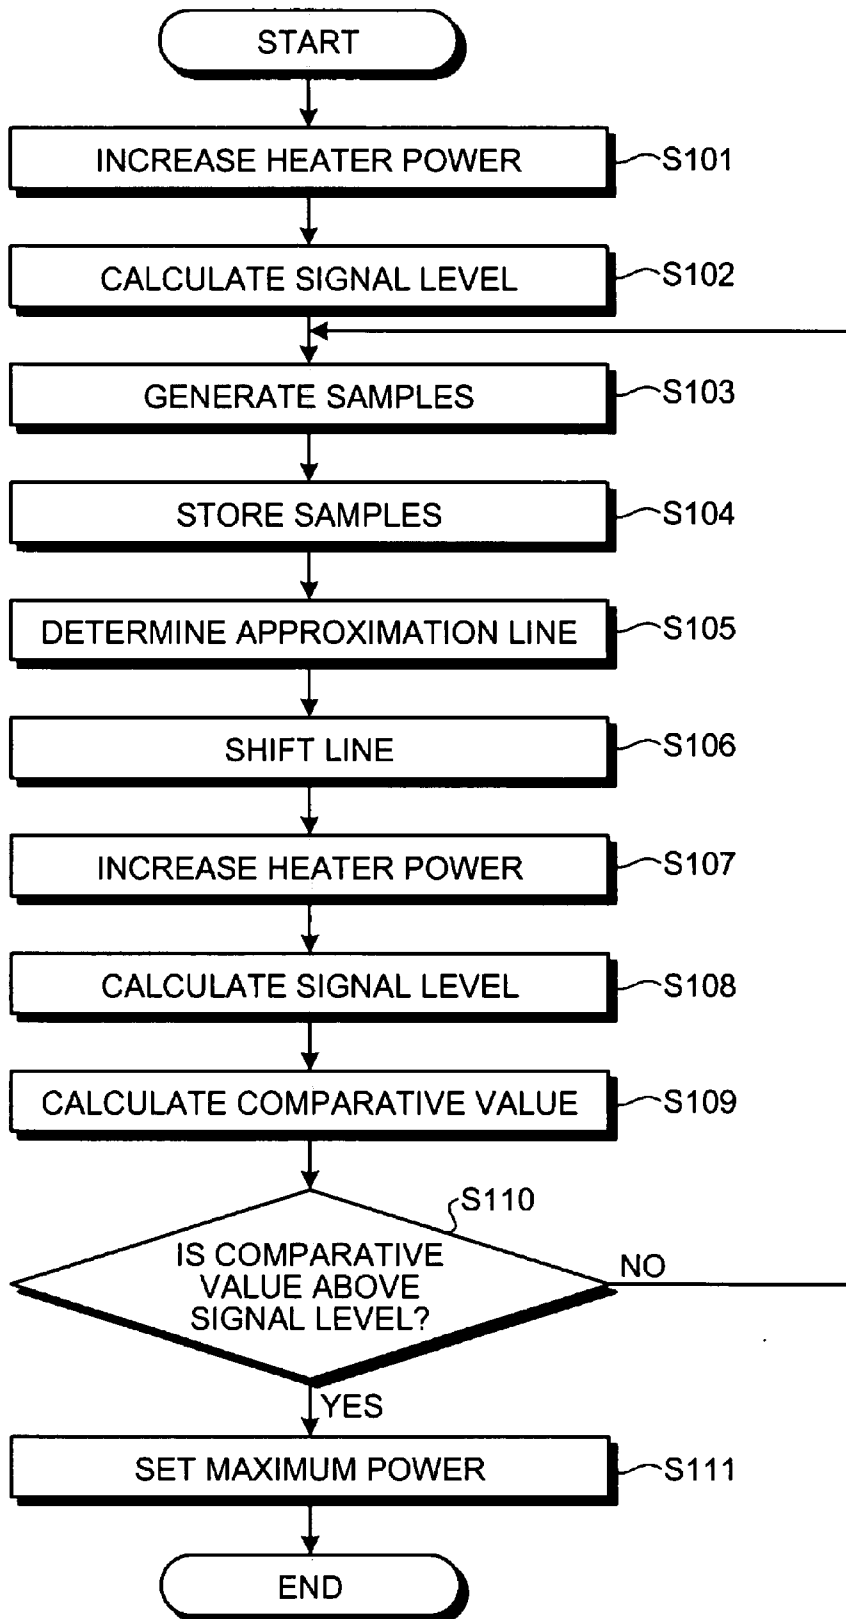 START
INCREASE HEATER POWER
S101
CALCULATE SIGNAL LEVEL
S102
GENERATE SAMPLES
S103
STORE SAMPLES
S104
DETERMINE APPROXIMATION LINE
S105
SHIFT LINE
S106
INCREASE HEATER POWER
S107
CALCULATE SIGNAL LEVEL
S108
CALCULATE COMPARATIVE VALUE
S109
S110
IS COMPARATIVE
VALUE ABOVE
SIGNAL LEVEL?
NO
YES
SET MAXIMUM POWER
S111
END